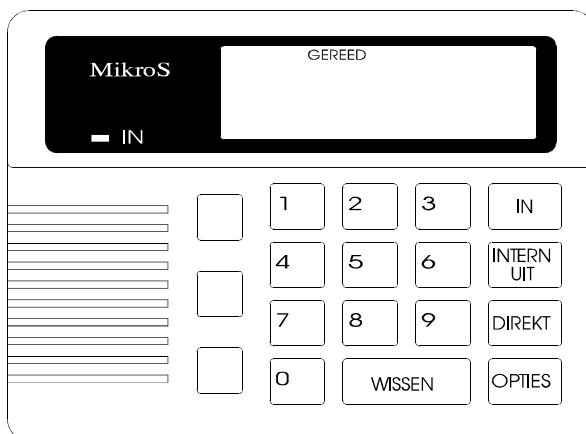 GEREED
MikroS
IN
1 2 3 IN
4 5 6 INTERN UIT
7 8 9 DIREKT
0 WISSEN OPTIES